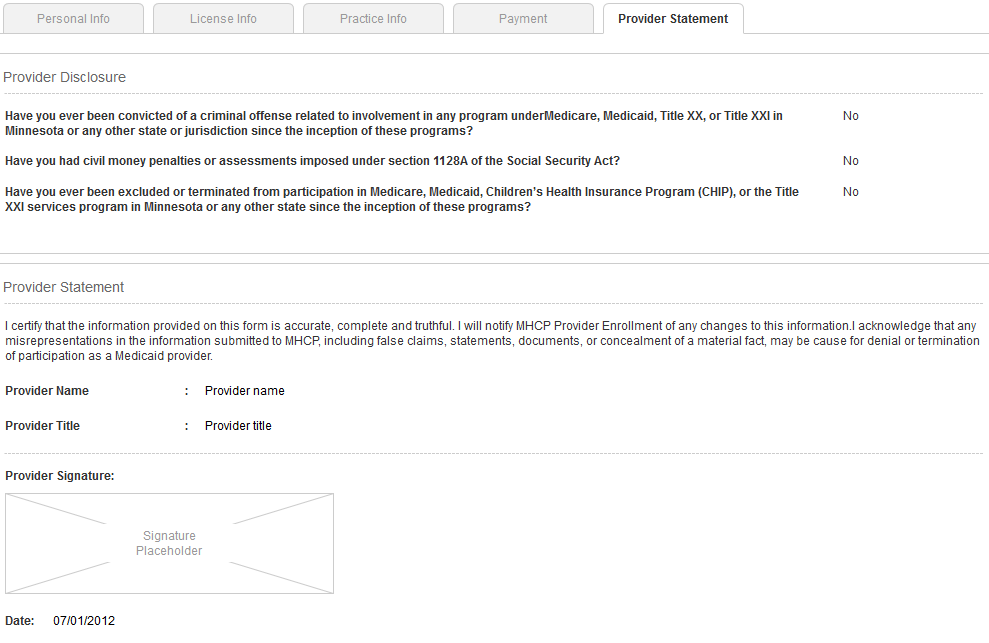 Personal Info License Info Practice Info Payment Provider Statement
Provider Disclosure
Have you ever been convicted of a criminal offense related to involvement in any program underMedicare, Medicaid, Title XX, or Title XXI in No
Minnesota or any other state or jurisdiction since the inception of these programs?
Have you had civil money penalties or assessments imposed under section 1128A of the Social Security Act? No
Have you ever been excluded or terminated from participation in Medicare, Medicaid, Children's Health Insurance Program (CHIP), or the Title No
XXI services program in Minnesota or any other state since the inception of these programs?
Provider Statement
I certify that the information provided on this form is accurate, complete and truthful. I will notify MHCP Provider Enrollment of any changes to this information.I acknowledge that any
misrepresentations in the information submitted to MHCP, including false claims, statements, documents, or concealment of a material fact, may be cause for denial or termination
of participation as a Medicaid provider.
Provider Name : Provider name
Provider Title : Provider title
Provider Signature:
Signature
Placeholder
Date: 07/01/2012